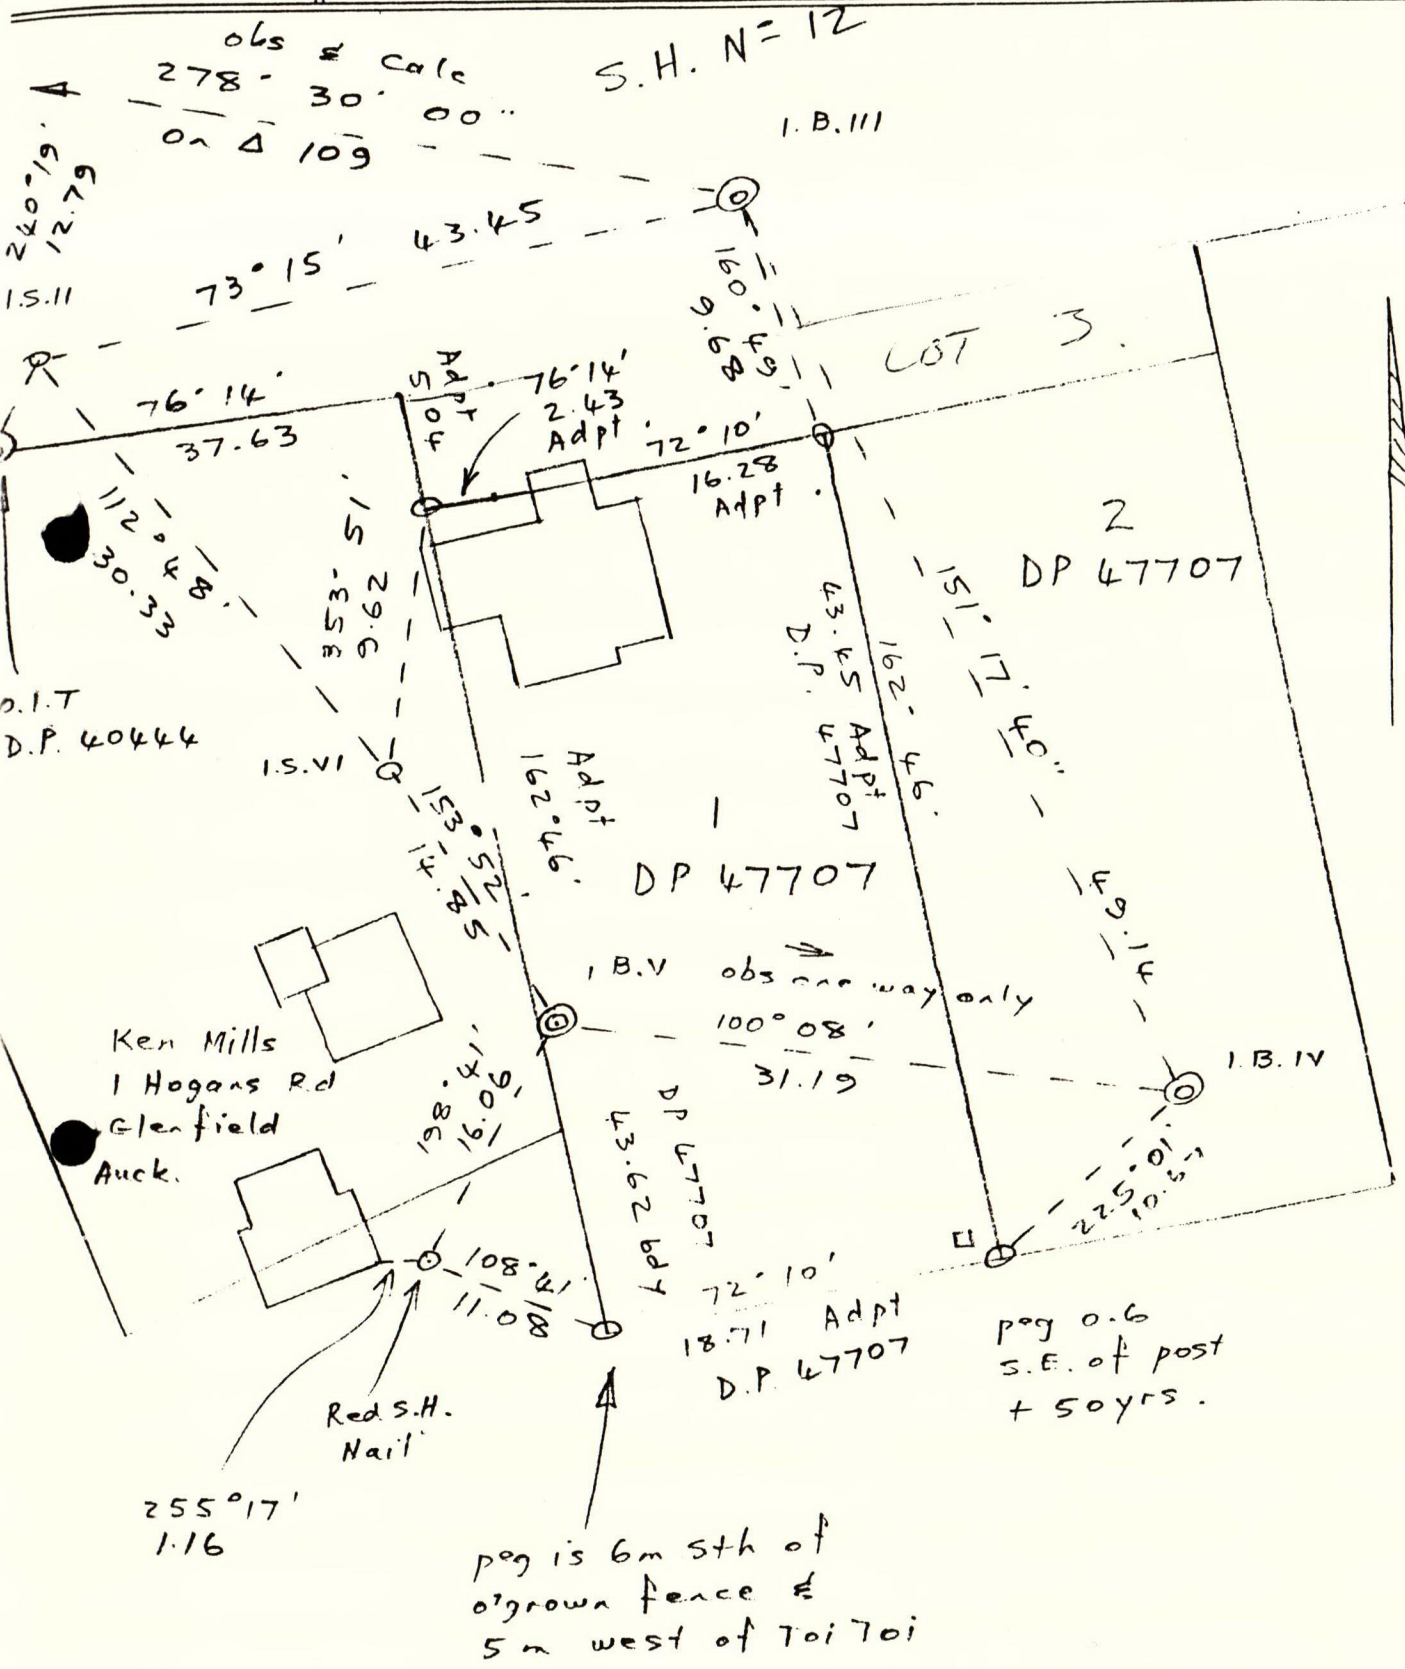 obs & Calc
278° 30' 00"
On Δ 109
S.H. Nº 12
I.B.III
240°19'
12.79
I.S.II
73°15' 43.45
160°49'
9.68
LOT 3.
76°14'
37.63
Adpt
5.04
76°14'
2.43
Adpt.
72°10'
16.28
Adpt.
112°48'
30.33
353° 51'
9.62
2
DP 47707
151° 17' 40"
49.14
162° 46'
43.45 Adpt
D.P. 47707
O.I.T
D.P. 40444
I.S.VI
153°52'
14.85
Adpt
162°46'
1
DP 47707
I.B.V obs one way only
100°08'
31.19
I.B.IV
Ken Mills
1 Hogans Rd
Glenfield
Auck.
198°41'
16.06
DP 47707
43.62 bdy
225°01'
108°41'
11.08
72°10'
18.71 Adpt
D.P. 47707
peg 0.6
S.E. of post
+ 50yrs.
Red S.H.
Nail
255°17'
1.16
peg is 6m sth of
o'grown fence &
5m west of Toi Toi